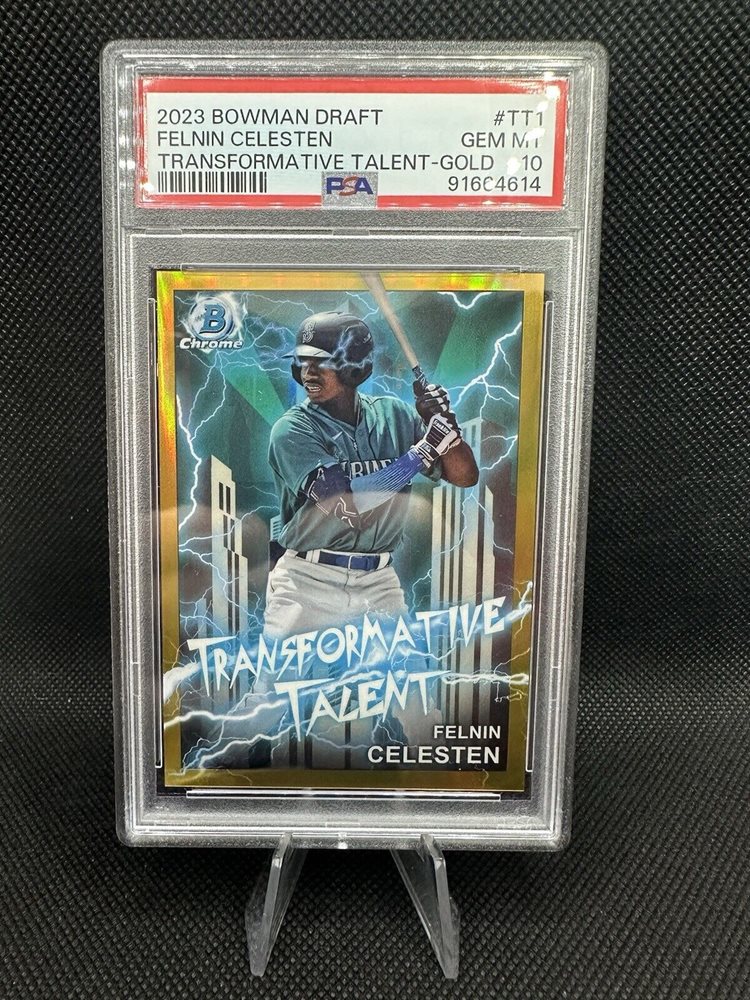 2023 BOWMAN DRAFT #TT1
FELNIN CELESTEN GEM MT
TRANSFORMATIVE TALENT-GOLD 10
PSA 91604614
B
Chrome
TRANSFORMATIVE
TALENT
FELNIN
CELESTEN